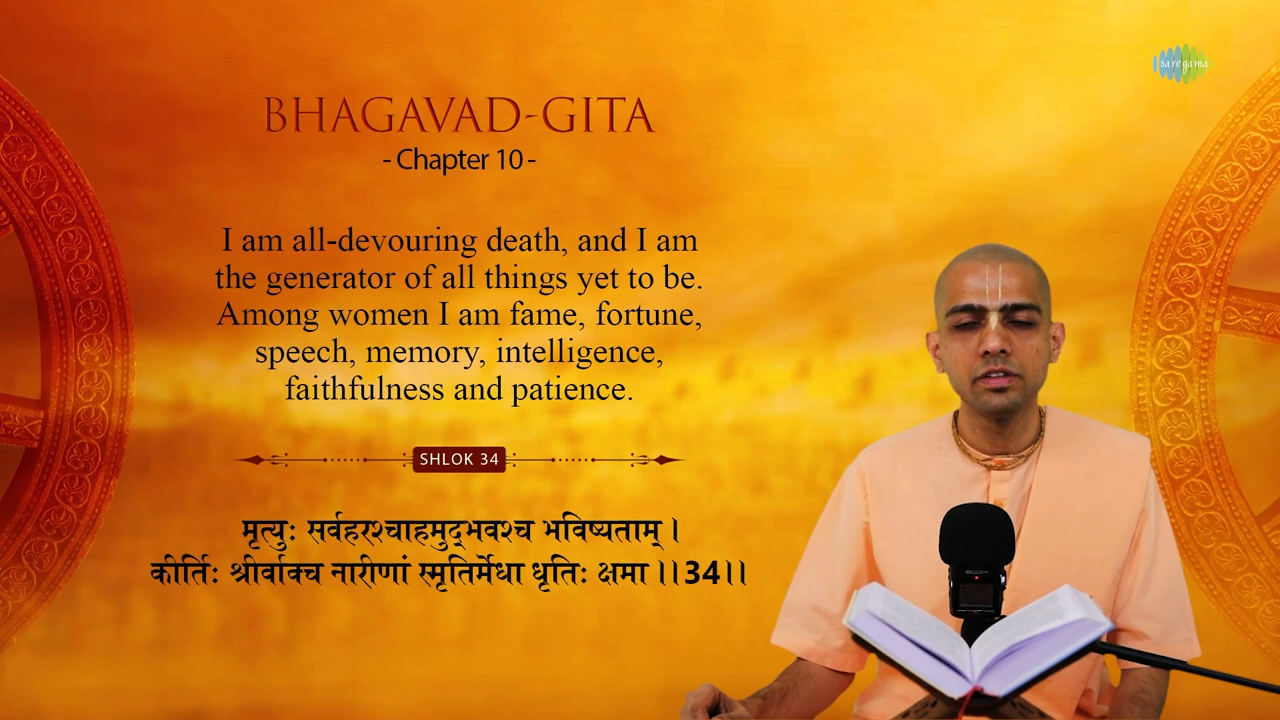 saregama
BHAGAVAD-GITA
- Chapter 10 -
I am all-devouring death, and I am
the generator of all things yet to be.
Among women I am fame, fortune,
speech, memory, intelligence,
faithfulness and patience.
SHLOK 34
मृत्युः सर्वहरश्चाहमुद्भवश्च भविष्यताम् ।
कीर्तिः श्रीर्वाक्च नारीणां स्मृतिर्मेधा धृतिः क्षमा ।।34।।
ZOOM